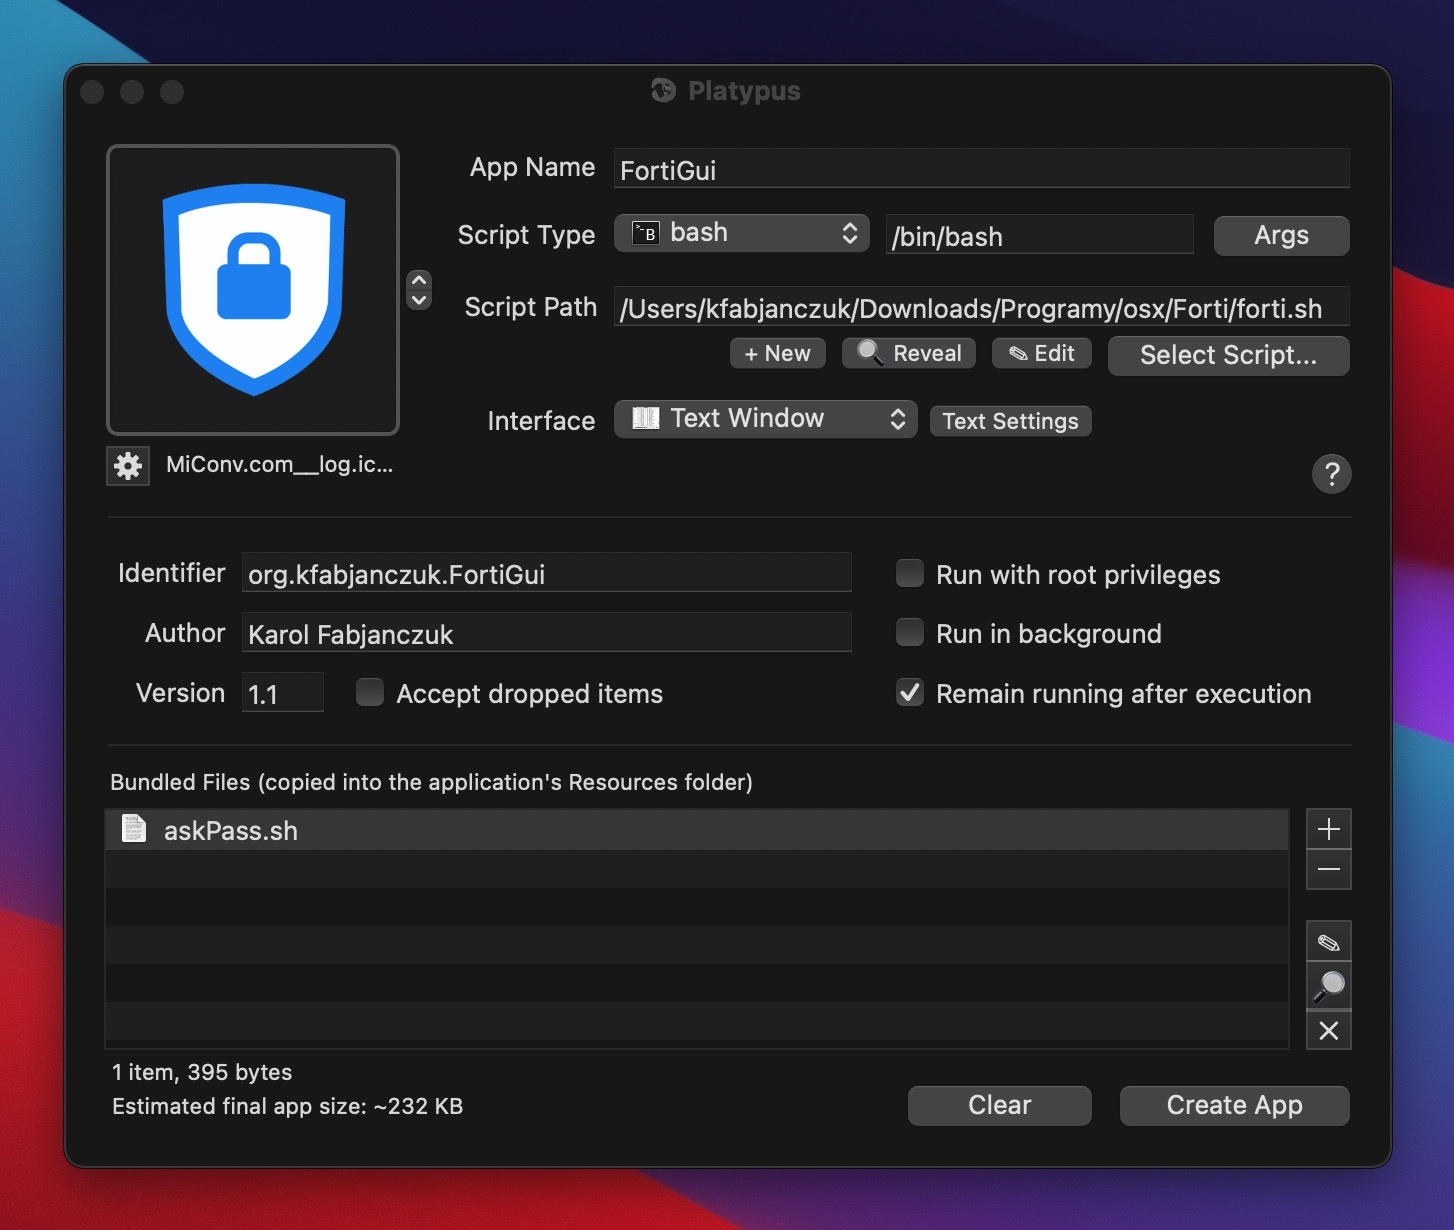 Platypus
App Name FortiGui
Script Type bash /bin/bash Args
Script Path /Users/kfabjanczuk/Downloads/Programy/osx/Forti/forti.sh
+ New Reveal Edit Select Script...
Interface Text Window Text Settings
MiConv.com__log.ic...
?
Identifier org.kfabjanczuk.FortiGui Run with root privileges
Author Karol Fabjanczuk Run in background
Version 1.1 Accept dropped items Remain running after execution
Bundled Files (copied into the application's Resources folder)
askPass.sh
1 item, 395 bytes
Estimated final app size: ~232 KB
Clear Create App